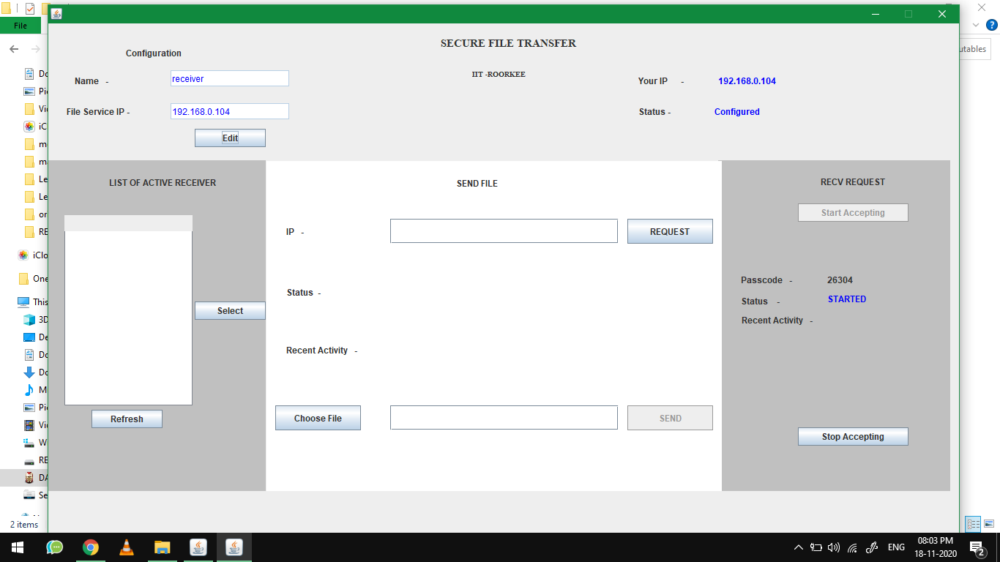 File
utables
SECURE FILE TRANSFER
Configuration
IIT -ROORKEE
Name -
receiver
Your IP -
192.168.0.104
File Service IP -
192.168.0.104
Status -
Configured
Edit
LIST OF ACTIVE RECEIVER
Select
Refresh
SEND FILE
IP -
REQUEST
Status -
Recent Activity -
Choose File
SEND
RECV REQUEST
Start Accepting
Passcode -
26304
Status -
STARTED
Recent Activity -
Stop Accepting
Do
Pi
Vi
iC
m
m
Le
Le
or
RE
iClo
One
This
3D
De
Do
Do
M
Pi
Vi
W
RE
DA
Se
2 items
ENG
08:03 PM
18-11-2020
2